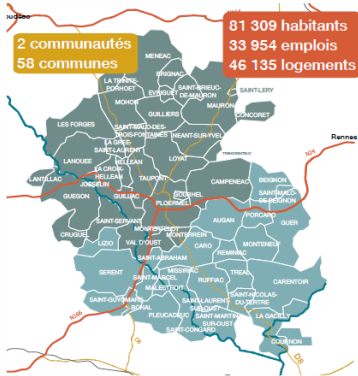 81 309 habitants
33 954 emplois
46 135 logements
2 communautés
58 communes
MENEAC
BRIGNAC
LA TRINITE-
PORHOET
EVRIGUET
SAINT-BRIEUC-
DE-MAURON
SAINT-LERY
MOHON
MAURON
CONCORET
GUILLIERS
LES FORGES
SAINT-MALO-DES-
TROIS-FONTAINES
NEANT-SUR-YVEL
LA GREE-
SAINT-LAURENT
Rennes
LANOUEE
HELLEAN
LOYAT
N24
LA CROIX-
HELLEAN
TAUPONT
LANTILLAC
JOSSELIN
CAMPENEAC
BEIGNON
GUEGON
GUILLAC
GOURHEL
PLOERMEL
SAINT-MALO-
DE-BEIGNON
PORCARO
AUGAN
GUER
SAINT-SERVANT
CRUGUEL
MONTERTELOT
MONTERREIN
LIZIO
VAL D'OUST
CARO
MONTENEUF
REMINIAC
SAINT-ABRAHAM
SERENT
MISSIRIAC
TREAL
SAINT-MARCEL
RUFFIAC
CARENTOIR
MALESTROIT
SAINT-NICOLAS-
DU-TERTRE
SAINT-GUYOMARD
BOHAL
SAINT-LAURENT-
SUR-OUST
LA GACILLY
PLEUCADEUC
SAINT-MARTIN-
SUR-OUST
N166
SAINT-CONGARD
COURNON